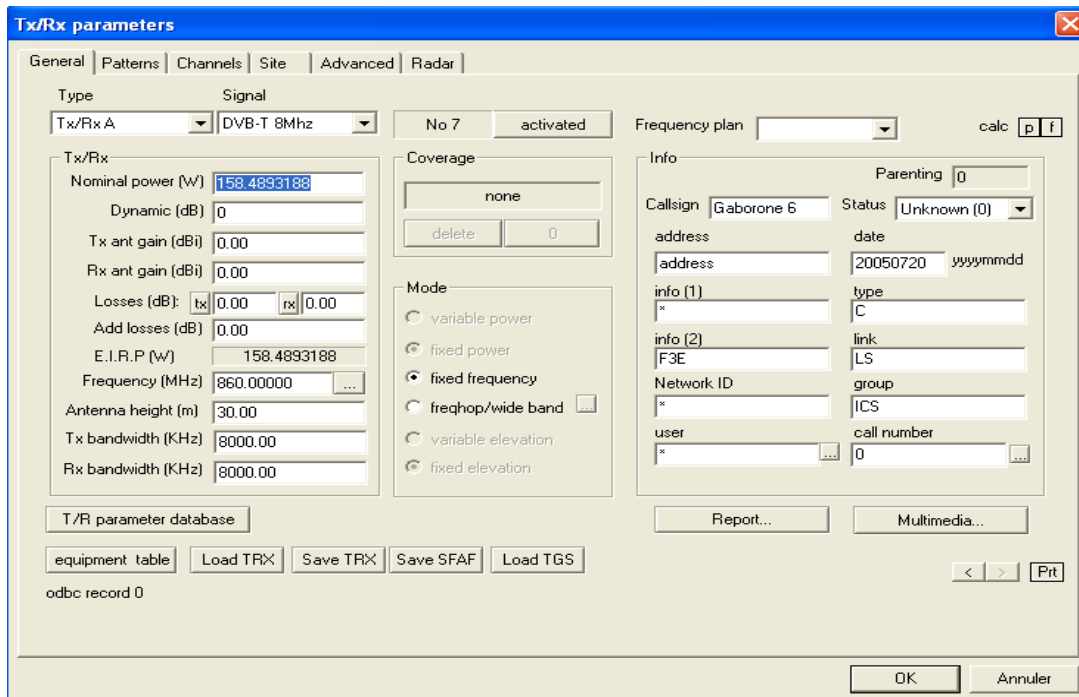 Tx/Rx parameters
General Patterns Channels Site Advanced Radar
Type Signal
Tx/Rx A DVB-T 8Mhz No 7 activated Frequency plan calc p f
Tx/Rx
Nominal power (W) 158.4893188
Dynamic (dB) 0
Tx ant gain (dBi) 0.00
Rx ant gain (dBi) 0.00
Losses (dB): tx 0.00 rx 0.00
Add losses (dB) 0.00
E.I.R.P (W) 158.4893188
Frequency (MHz) 860.00000 ...
Antenna height (m) 30.00
Tx bandwidth (KHz) 8000.00
Rx bandwidth (KHz) 8000.00
Coverage
none
delete 0
Mode
variable power
fixed power
fixed frequency
freqhop/wide band ...
variable elevation
fixed elevation
Info
Parenting 0
Callsign Gaborone 6 Status Unknown (0)
address date
address 20050720 yyyymmdd
info (1) type
* C
info (2) link
F3E LS
Network ID group
* ICS
user call number
* ... 0 ...
T/R parameter database Report... Multimedia...
equipment table Load TRX Save TRX Save SFAF Load TGS
< > Prt
odbc record 0
OK Annuler